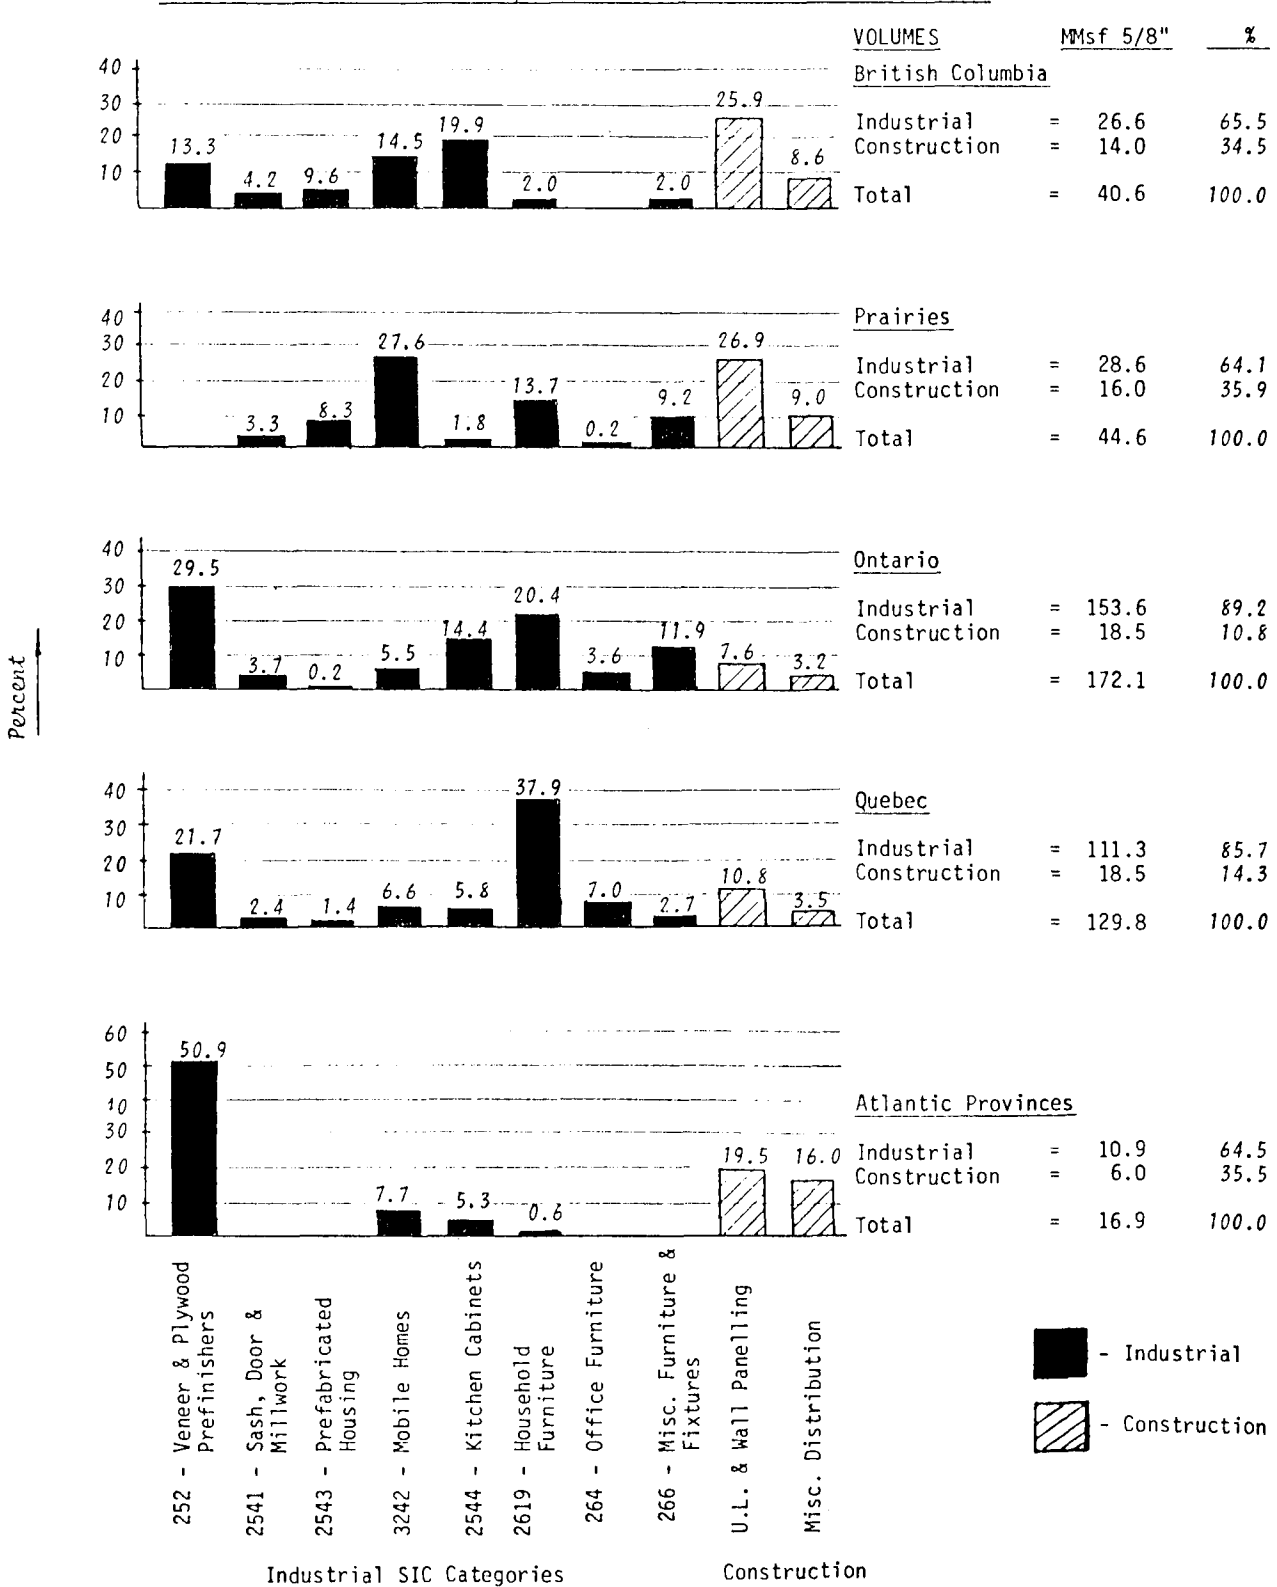 VOLUMES MMsf 5/8" %
British Columbia
40
30
20
10
13.3 4.2 9.6 14.5 19.9 2.0 2.0 25.9 8.6
Industrial = 26.6 65.5
Construction = 14.0 34.5
Total = 40.6 100.0
Prairies
40
30
20
10
3.3 8.3 27.6 1.8 13.7 0.2 9.2 26.9 9.0
Industrial = 28.6 64.1
Construction = 16.0 35.9
Total = 44.6 100.0
Ontario
40
30
20
10
29.5 3.7 0.2 5.5 14.4 20.4 3.6 11.9 7.6 3.2
Industrial = 153.6 89.2
Construction = 18.5 10.8
Total = 172.1 100.0
Percent
Quebec
40
30
20
10
21.7 2.4 1.4 6.6 5.8 37.9 7.0 2.7 10.8 3.5
Industrial = 111.3 85.7
Construction = 18.5 14.3
Total = 129.8 100.0
Atlantic Provinces
60
50
10
30
20
10
50.9 7.7 5.3 0.6 19.5 16.0
Industrial = 10.9 64.5
Construction = 6.0 35.5
Total = 16.9 100.0
252 - Veneer & Plywood
Prefinishers
2541 - Sash, Door &
Millwork
2543 - Prefabricated
Housing
3242 - Mobile Homes
2544 - Kitchen Cabinets
2619 - Household
Furniture
264 - Office Furniture
266 - Misc. Furniture &
Fixtures
U.L. & Wall Panelling
Misc. Distribution
- Industrial
- Construction
Industrial SIC Categories
Construction